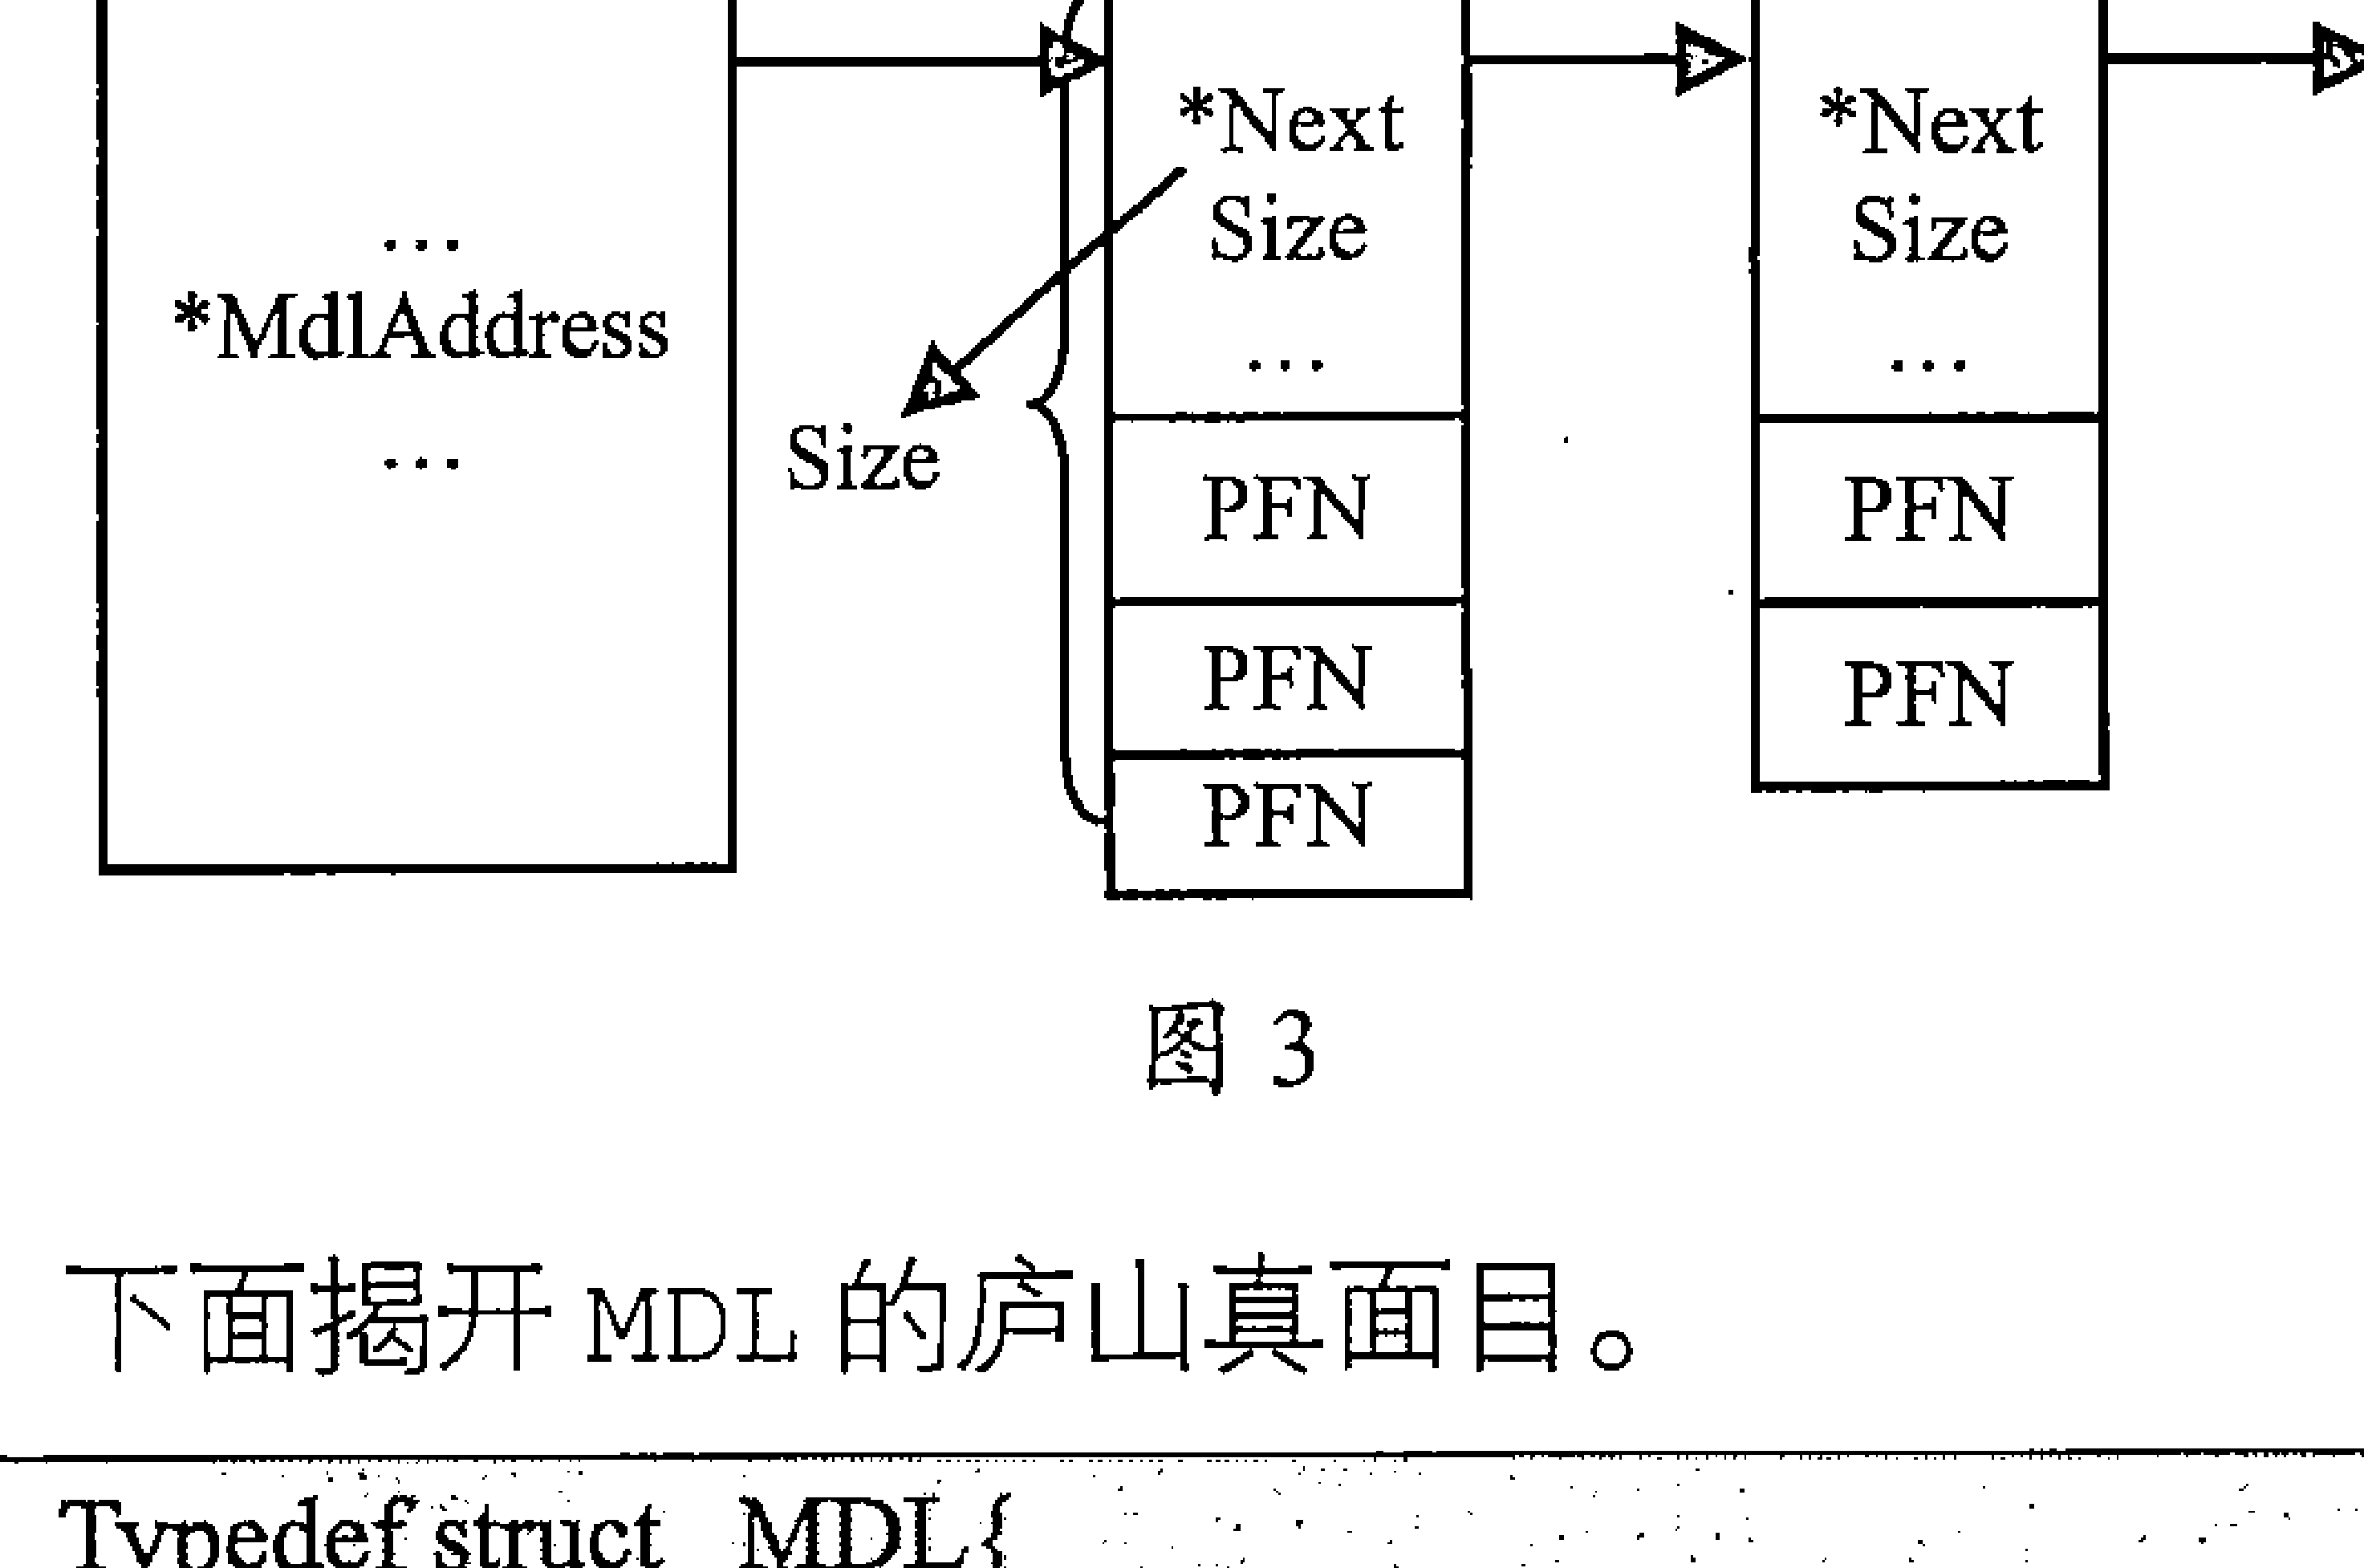 *Next
*Next
Size
Size
...
*MdlAddress
...
...
...
Size
PFN
PFN
PFN
PFN
PFN
图 3
下面揭开 MDL 的庐山真面目。
Typedef struct _MDL{